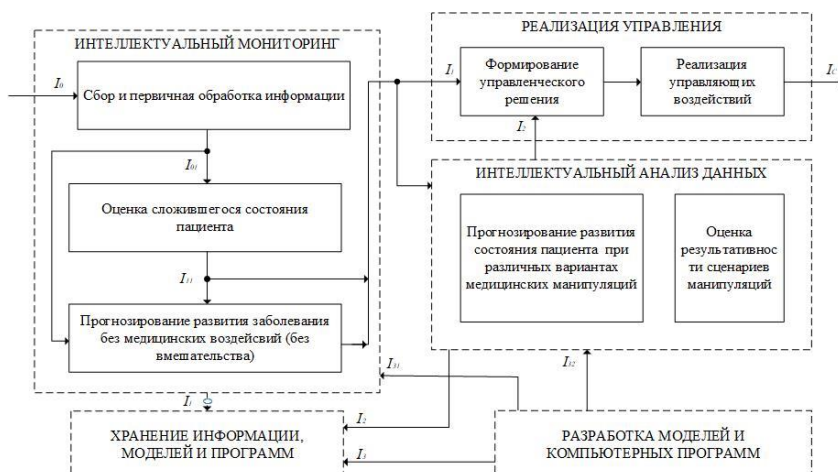 ИНТЕЛЛЕКТУАЛЬНЫЙ МОНИТОРИНГ
I0
Сбор и первичная обработка информации
I01
Оценка сложившегося состояния
пациента
I11
Прогнозирование развития заболевания
без медицинских воздейсвий (без
вмешательства)
РЕАЛИЗАЦИЯ УПРАВЛЕНИЯ
I1
Формирование
управленческого
решения
Реализация
управляющих
воздействий
IC
I2
ИНТЕЛЛЕКТУАЛЬНЫЙ АНАЛИЗ ДАННЫХ
Прогнозирование развития
состояния пациента при
различных вариантах
медицинских манипуляций
Оценка
результативнос
ти сценариев
манипуляций
I31
I32
I1
I2
I3
ХРАНЕНИЕ ИНФОРМАЦИИ,
МОДЕЛЕЙ И ПРОГРАММ
РАЗРАБОТКА МОДЕЛЕЙ И
КОМПЬЮТЕРНЫХ ПРОГРАММ